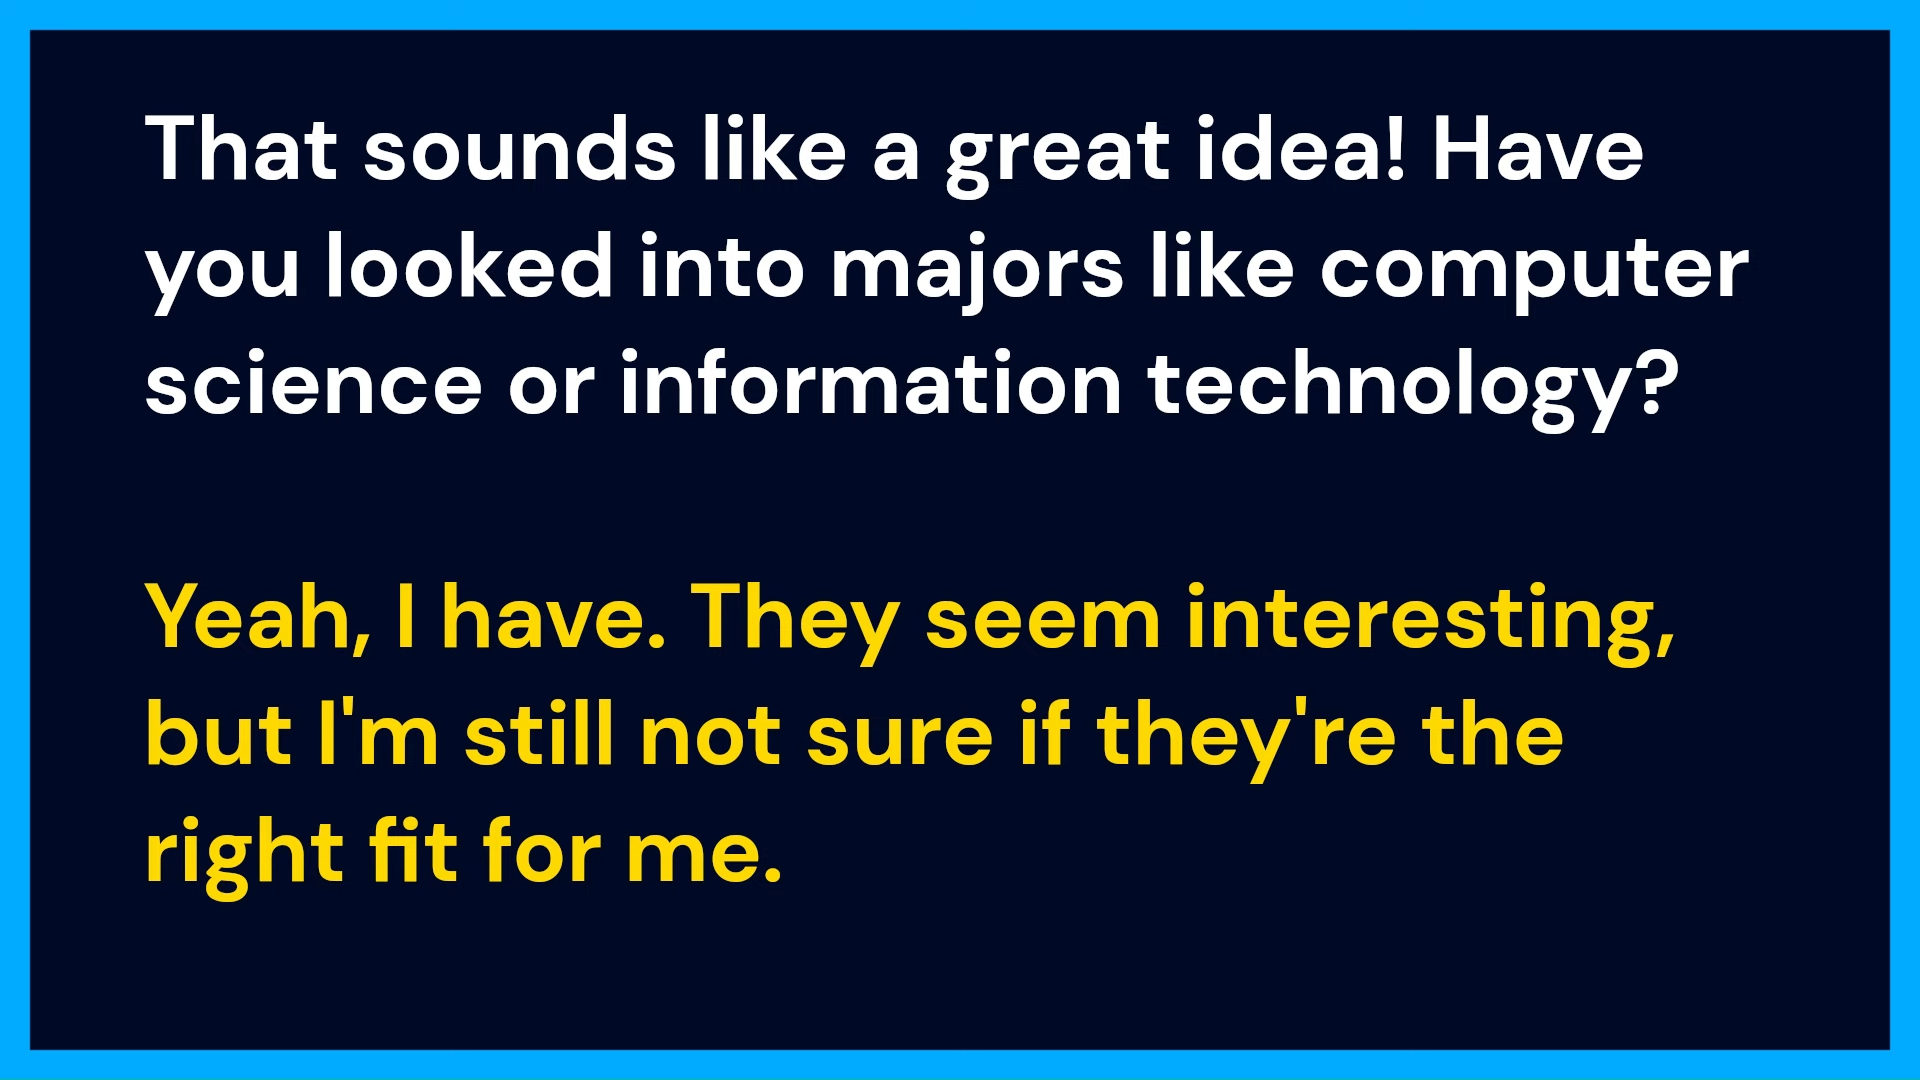 That sounds like a great idea! Have
you looked into majors like computer
science or information technology?
Yeah, I have. They seem interesting,
but I'm still not sure if they're the
right fit for me.